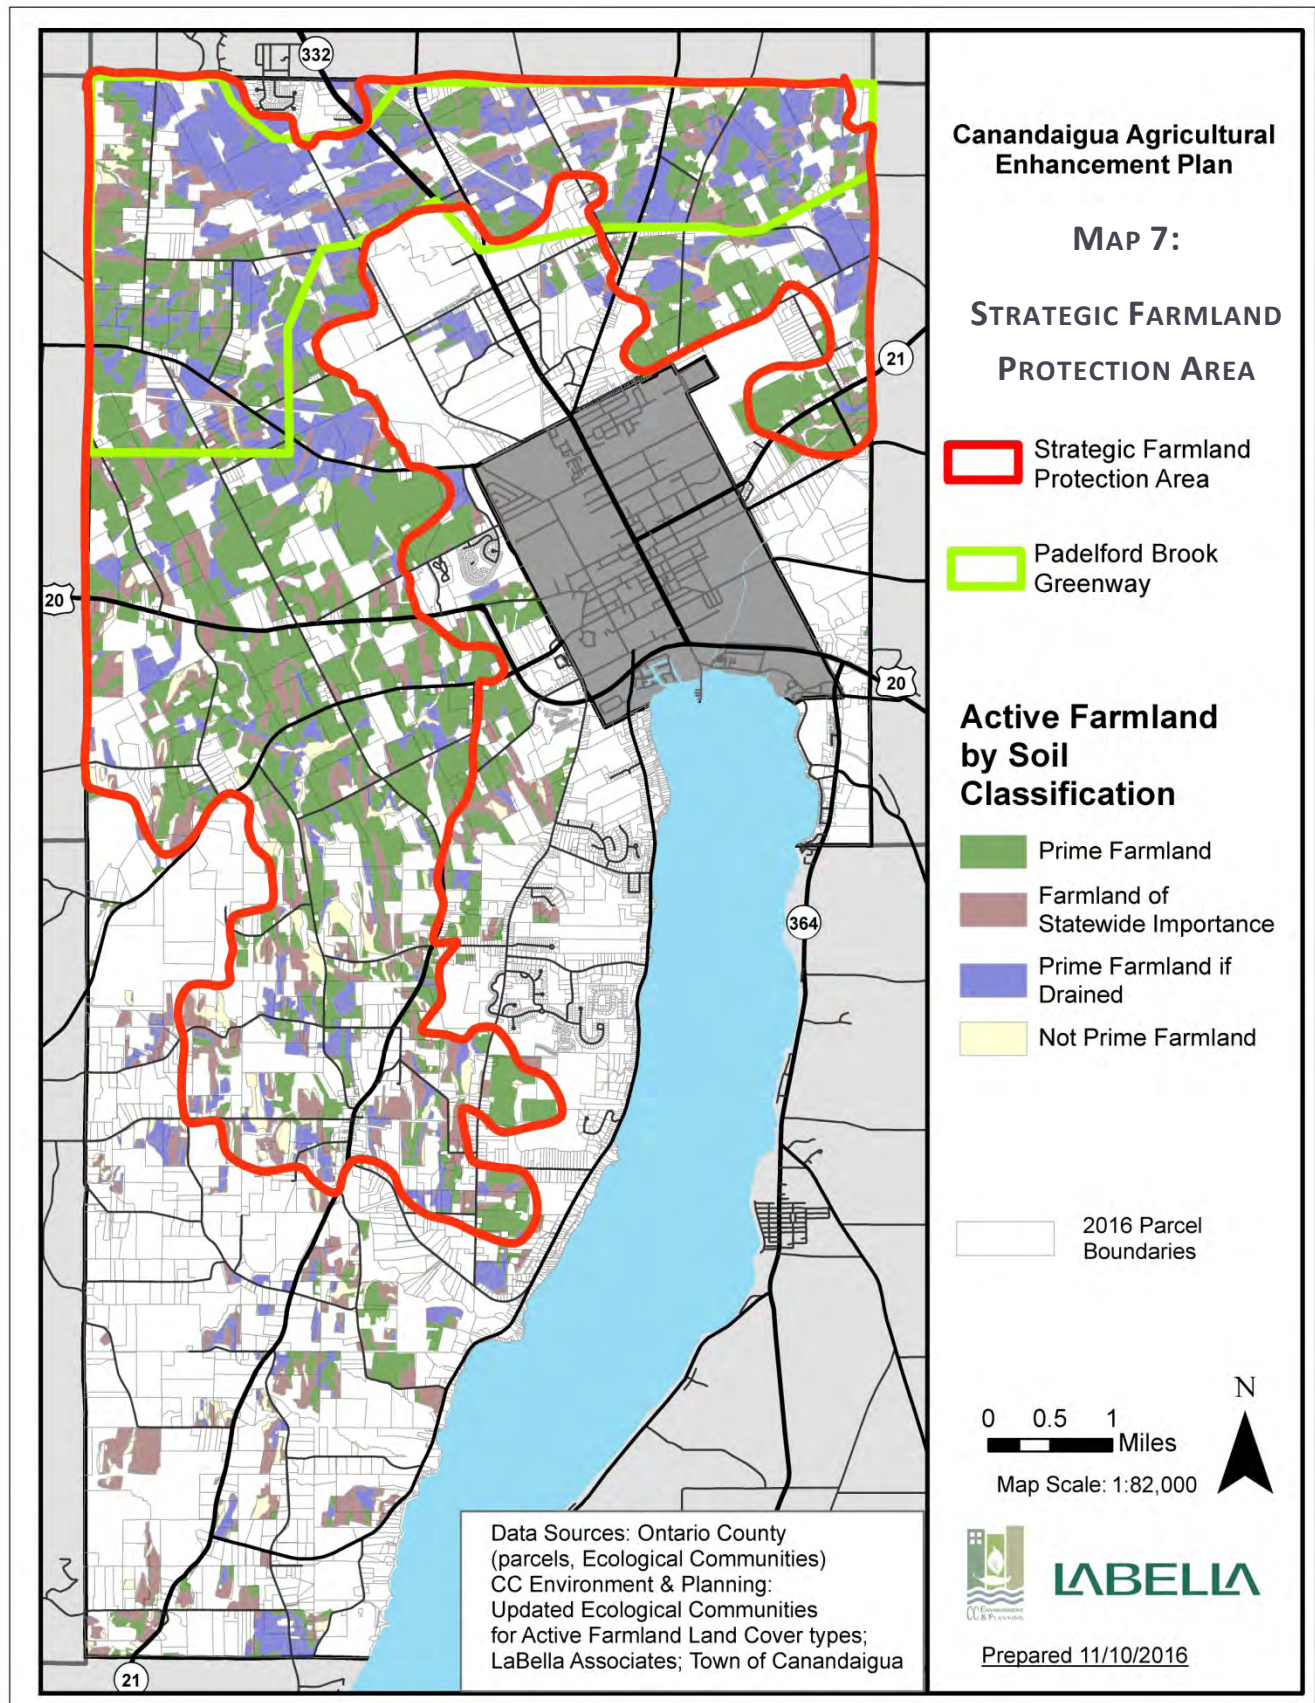 332
21
20
20
364
21
Canandaigua Agricultural
Enhancement Plan
MAP 7:
STRATEGIC FARMLAND
PROTECTION AREA
Strategic Farmland
Protection Area
Padelford Brook
Greenway
Active Farmland
by Soil
Classification
Prime Farmland
Farmland of
Statewide Importance
Prime Farmland if
Drained
Not Prime Farmland
2016 Parcel
Boundaries
N
0 0.5 1
Miles
Map Scale: 1:82,000
CC ENVIRONMENT
& PLANNING
LABELLA
Prepared 11/10/2016
Data Sources: Ontario County
(parcels, Ecological Communities)
CC Environment & Planning:
Updated Ecological Communities
for Active Farmland Land Cover types;
LaBella Associates; Town of Canandaigua